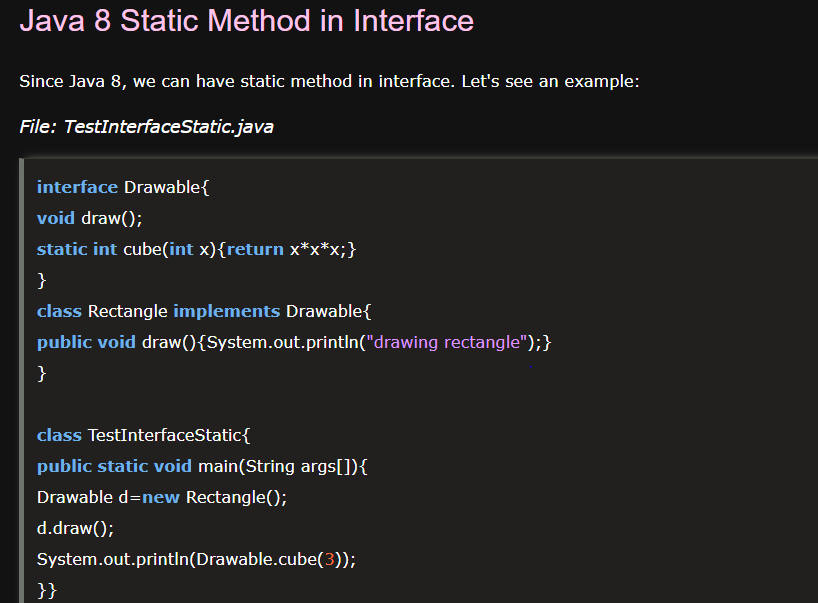 Java 8 Static Method in Interface
Since Java 8, we can have static method in interface. Let's see an example:
File: TestInterfaceStatic.java
interface Drawable{
void draw();
static int cube(int x){return x*x*x;}
}
class Rectangle implements Drawable{
public void draw(){System.out.println("drawing rectangle");}
}
class TestInterfaceStatic{
public static void main(String args[]){
Drawable d=new Rectangle();
d.draw();
System.out.println(Drawable.cube(3));
}}